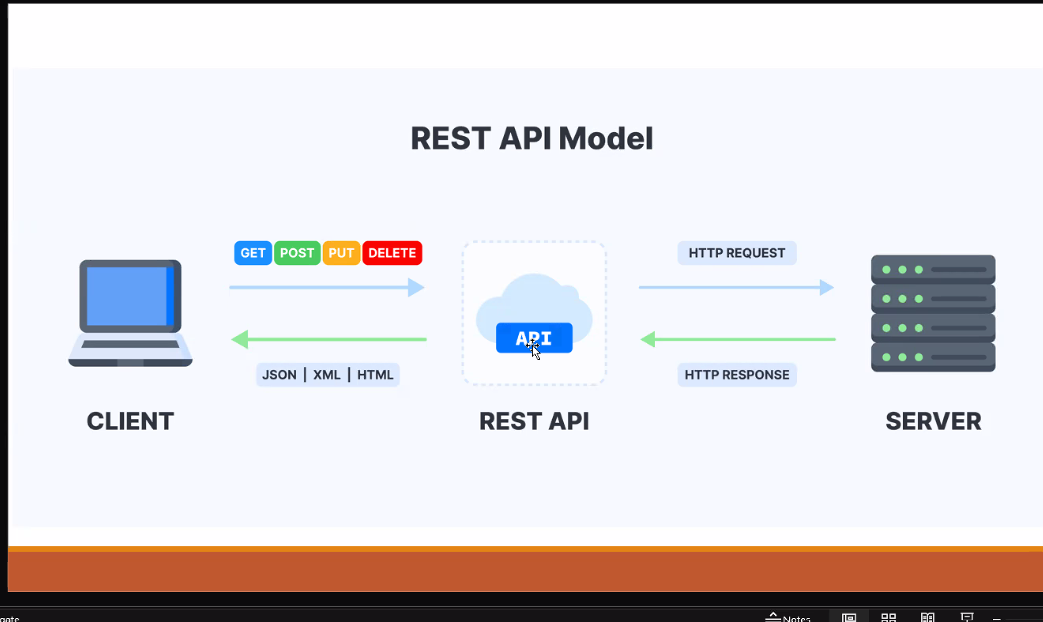 REST API Model
GET POST PUT DELETE
HTTP REQUEST
API
JSON | XML | HTML
HTTP RESPONSE
CLIENT
REST API
SERVER
Notes